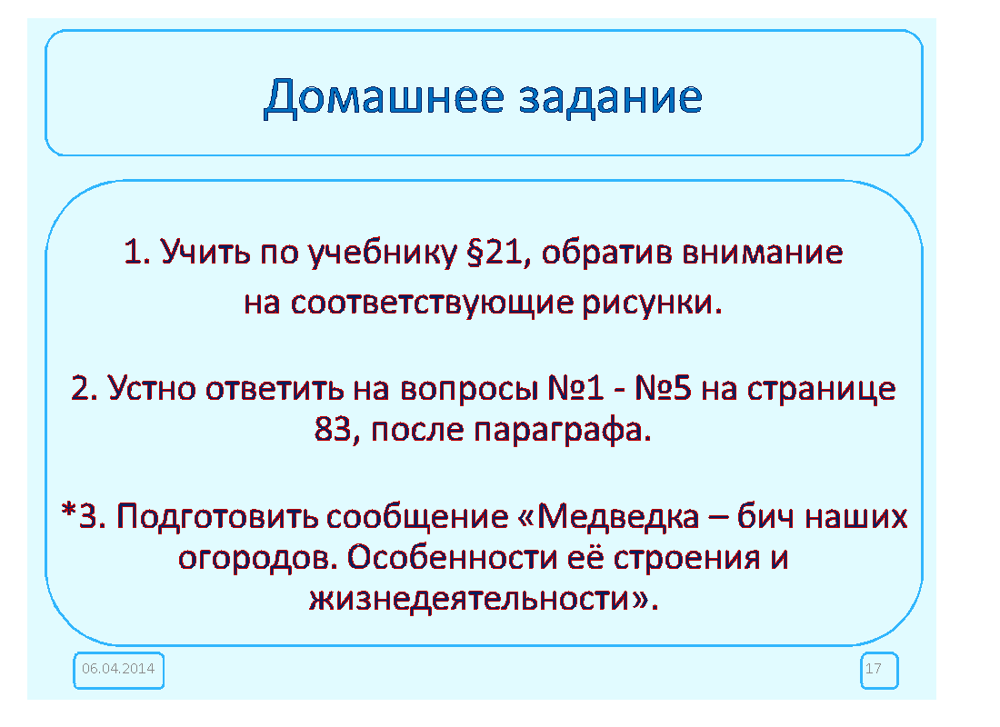 Домашнее задание
1. Учить по учебнику §21, обратив внимание
на соответствующие рисунки.
2. Устно ответить на вопросы №1 - №5 на странице
83, после параграфа.
*3. Подготовить сообщение «Медведка – бич наших
огородов. Особенности её строения и
жизнедеятельности».
06.04.2014
17